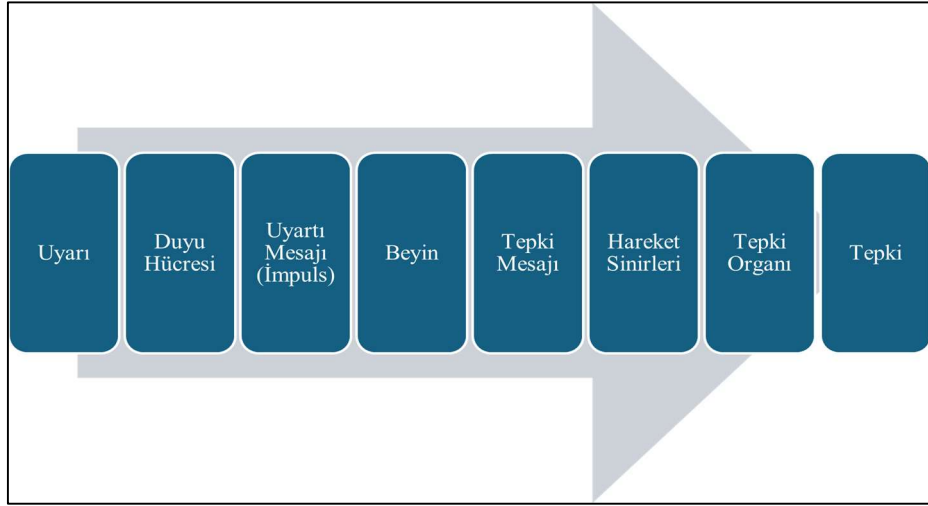 Uyarı
Duyu
Hücresi
Uyartı
Mesajı
(İmpuls)
Beyin
Tepki
Mesajı
Hareket
Sinirleri
Tepki
Organı
Tepki